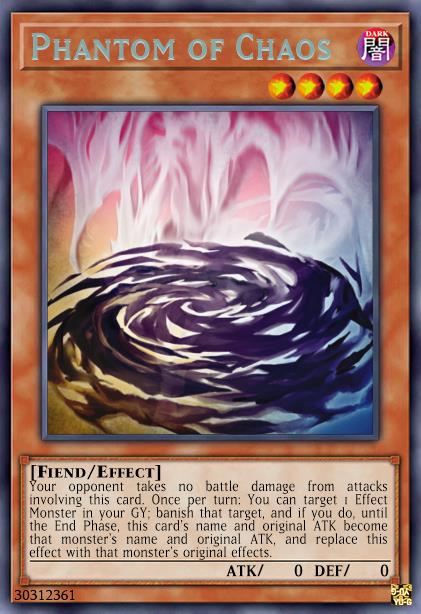 PHANTOM OF CHAOS
DARK
闇
[FIEND/EFFECT]
Your opponent takes no battle damage from attacks
involving this card. Once per turn: You can target 1 Effect
Monster in your GY; banish that target, and if you do, until
the End Phase, this card's name and original ATK become
that monster's name and original ATK, and replace this
effect with that monster's original effects.
ATK/ 0 DEF/ 0
30312361